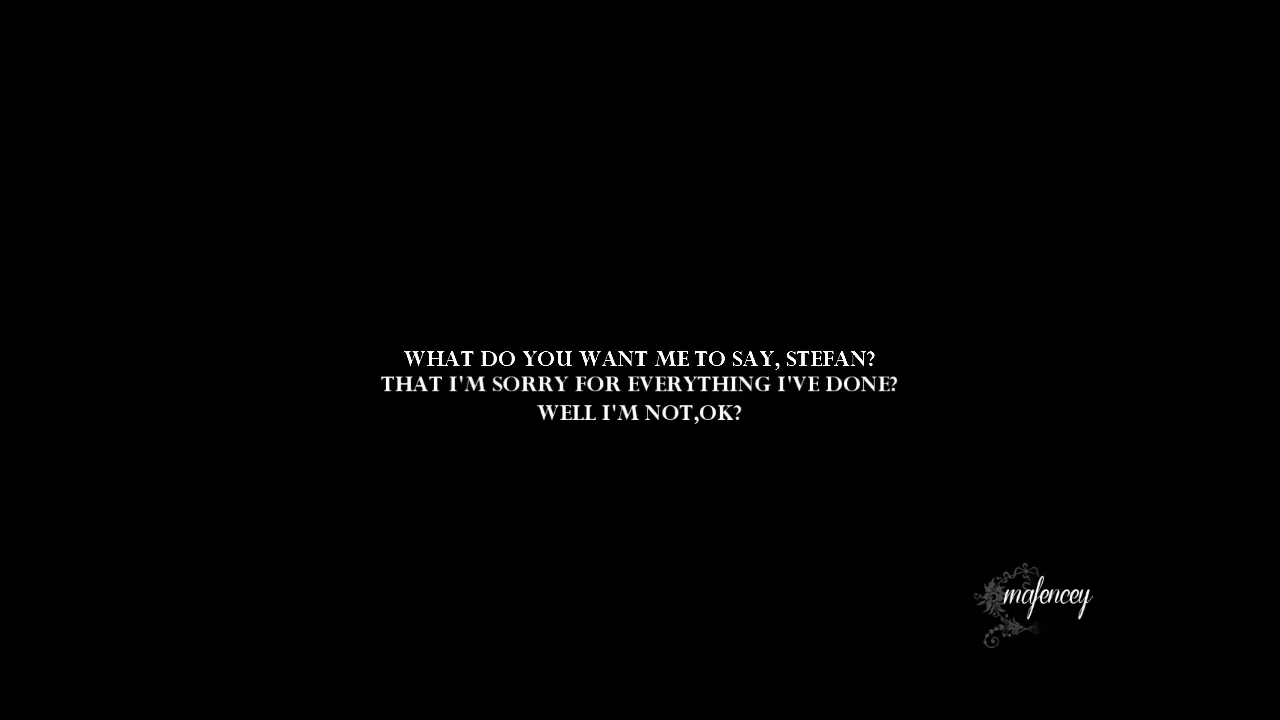 WHAT DO YOU WANT ME TO SAY, STEFAN?
THAT I'M SORRY FOR EVERYTHING I'VE DONE?
WELL I'M NOT,OK?
mafencey